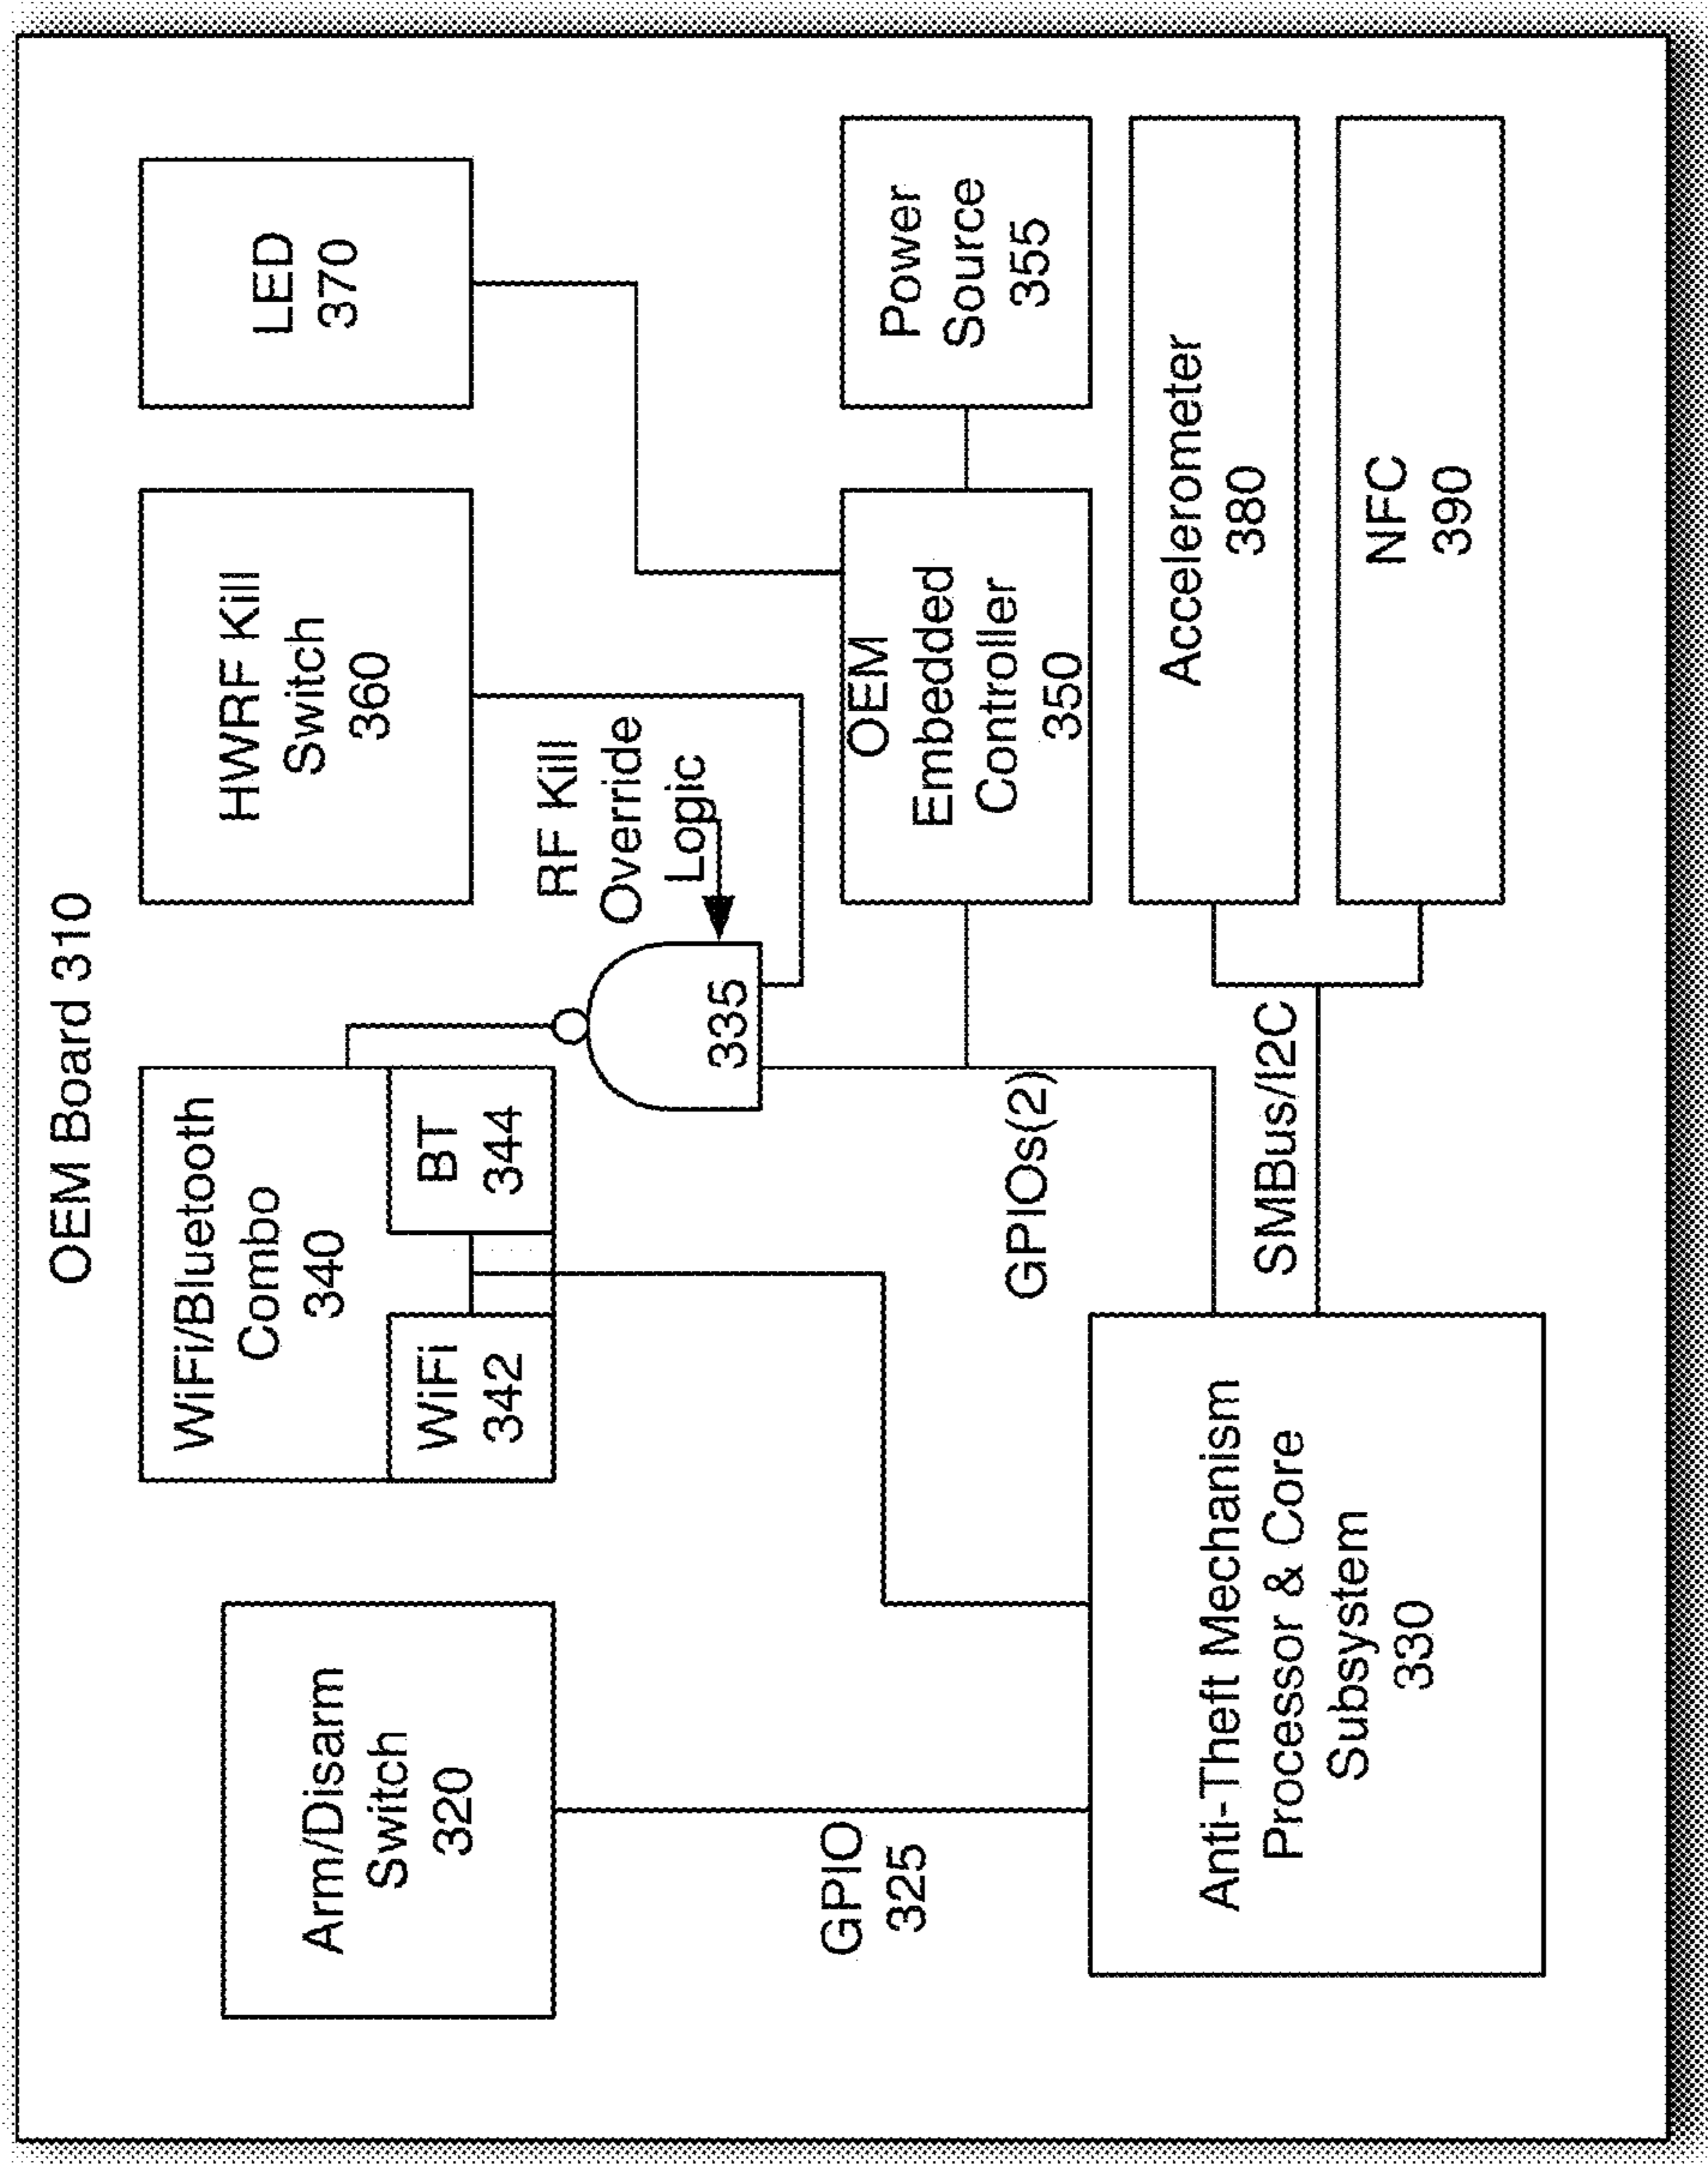 OEM Board 310
Arm/Disarm
Switch
320
WiFi/Bluetooth
Combo
340
WiFi
342
BT
344
HWRF Kill
Switch
360
LED
370
RF Kill
Override
Logic
335
GPIO
325
OEM
Embedded
Controller
350
Power
Source
355
GPIOs(2)
SMBus/I2C
Anti-Theft Mechanism
Processor & Core
Subsystem
330
Accelerometer
380
NFC
390